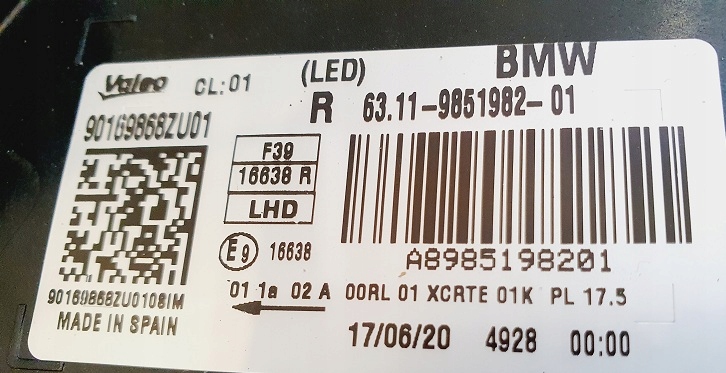 Valeo CL:01 (LED) BMW
R 63.11-9851982-01
90169868ZU01
F39
16638 R
LHD
E9 16638
A8985198201
90169868ZU0108IM
MADE IN SPAIN
01 1a 02 A 00RL 01 XCRTE 01K PL 17.5
17/06/20 4928 00:00